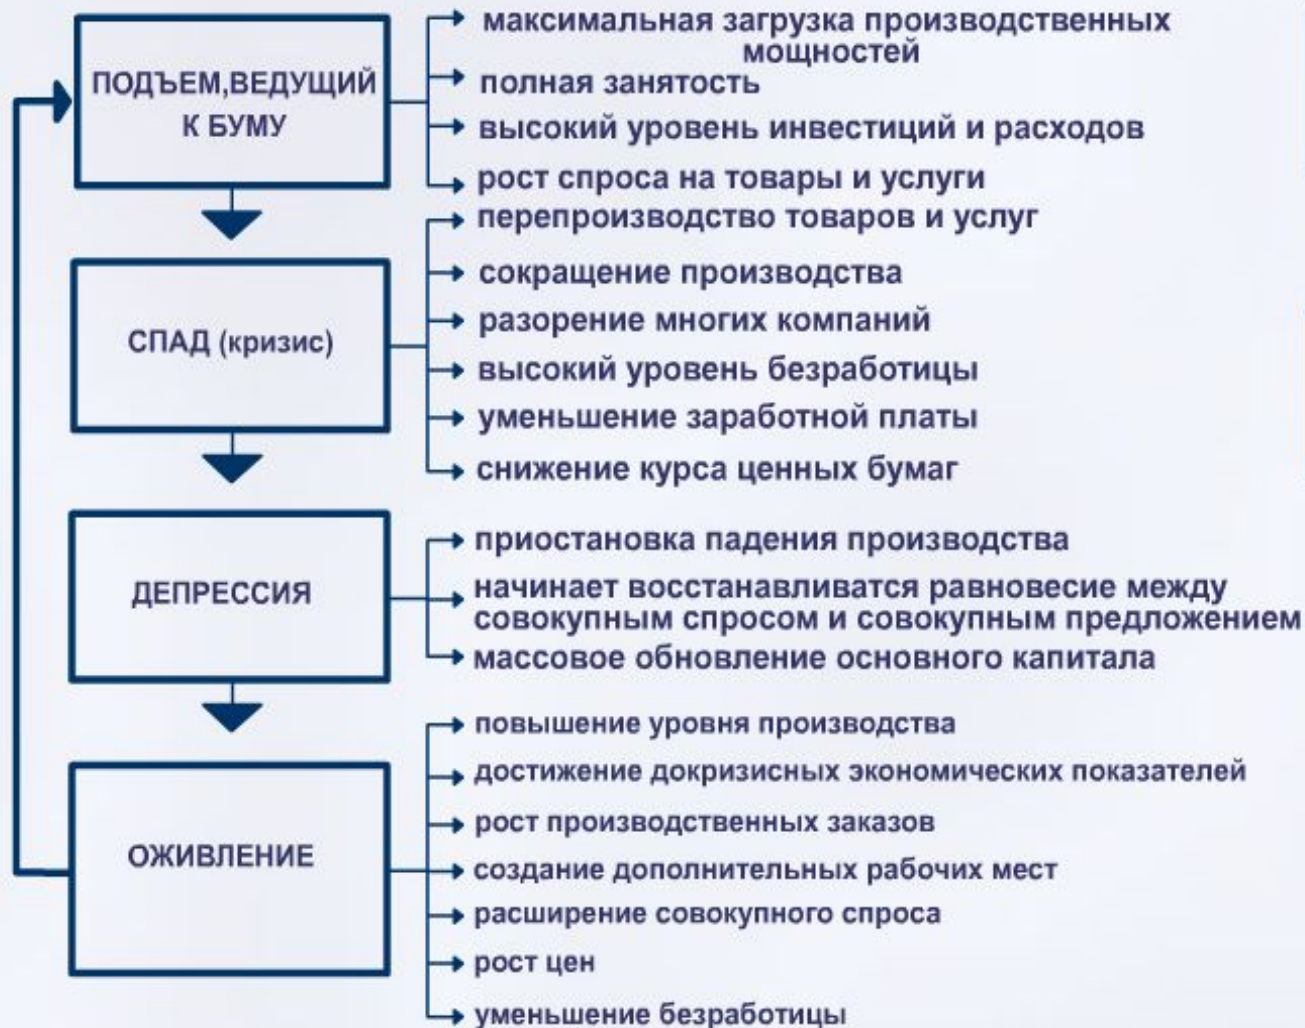 ПОДЪЕМ,ВЕДУЩИЙ
К БУМУ
максимальная загрузка производственных
мощностей
полная занятость
высокий уровень инвестиций и расходов
рост спроса на товары и услуги
СПАД (кризис)
перепроизводство товаров и услуг
сокращение производства
разорение многих компаний
высокий уровень безработицы
уменьшение заработной платы
снижение курса ценных бумаг
ДЕПРЕССИЯ
приостановка падения производства
начинает восстанавливатся равновесие между
совокупным спросом и совокупным предложением
массовое обновление основного капитала
ОЖИВЛЕНИЕ
повышение уровня производства
достижение докризисных экономических показателей
рост производственных заказов
создание дополнительных рабочих мест
расширение совокупного спроса
рост цен
уменьшение безработицы